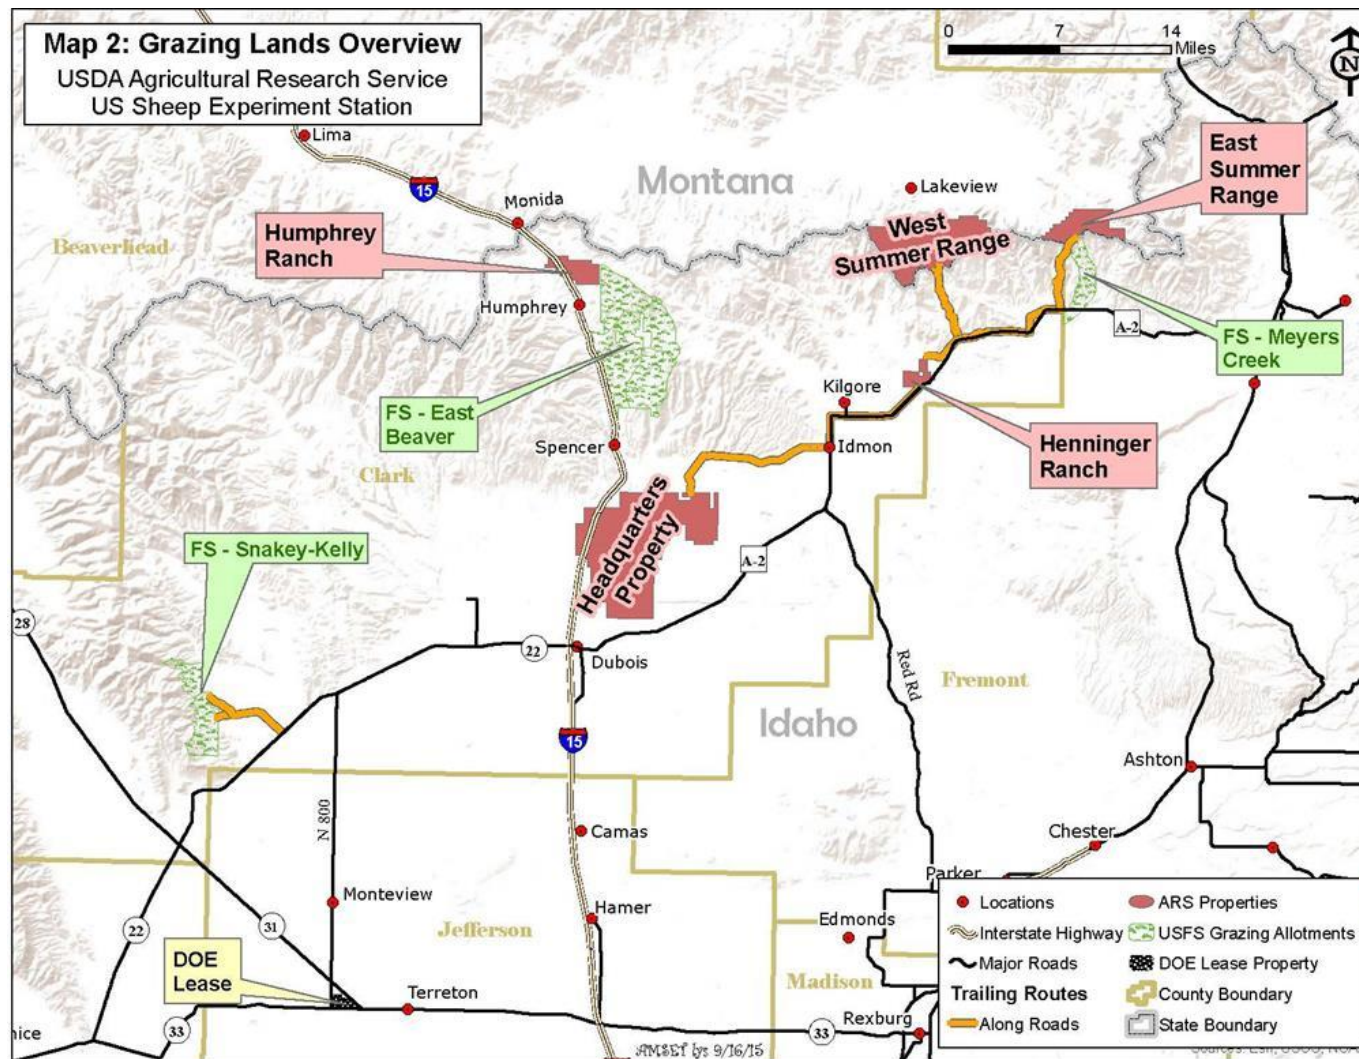 Map 2: Grazing Lands Overview
USDA Agricultural Research Service
US Sheep Experiment Station
0 7 14
Miles
N
Lima
15
Montana
East
Summer
Range
Lakeview
Monida
Beaverhead
Humphrey
Ranch
West
Summer Range
Humphrey
A-2
FS - Meyers
Creek
FS - East
Beaver
Kilgore
Spencer
Idmon
Henninger
Ranch
Clark
Headquarters
Property
FS - Snakey-Kelly
A-2
28
22
Dubois
Red Rd
Fremont
Idaho
15
Ashton
N 800
Camas
Chester
Parker
Monteview
Hamer
Edmonds
22
31
Jefferson
DOE
Lease
Madison
Terreton
33
33
Rexburg
AMSET lys 9/16/15
Locations
Interstate Highway
Major Roads
Trailing Routes
Along Roads
ARS Properties
USFS Grazing Allotments
DOE Lease Property
County Boundary
State Boundary